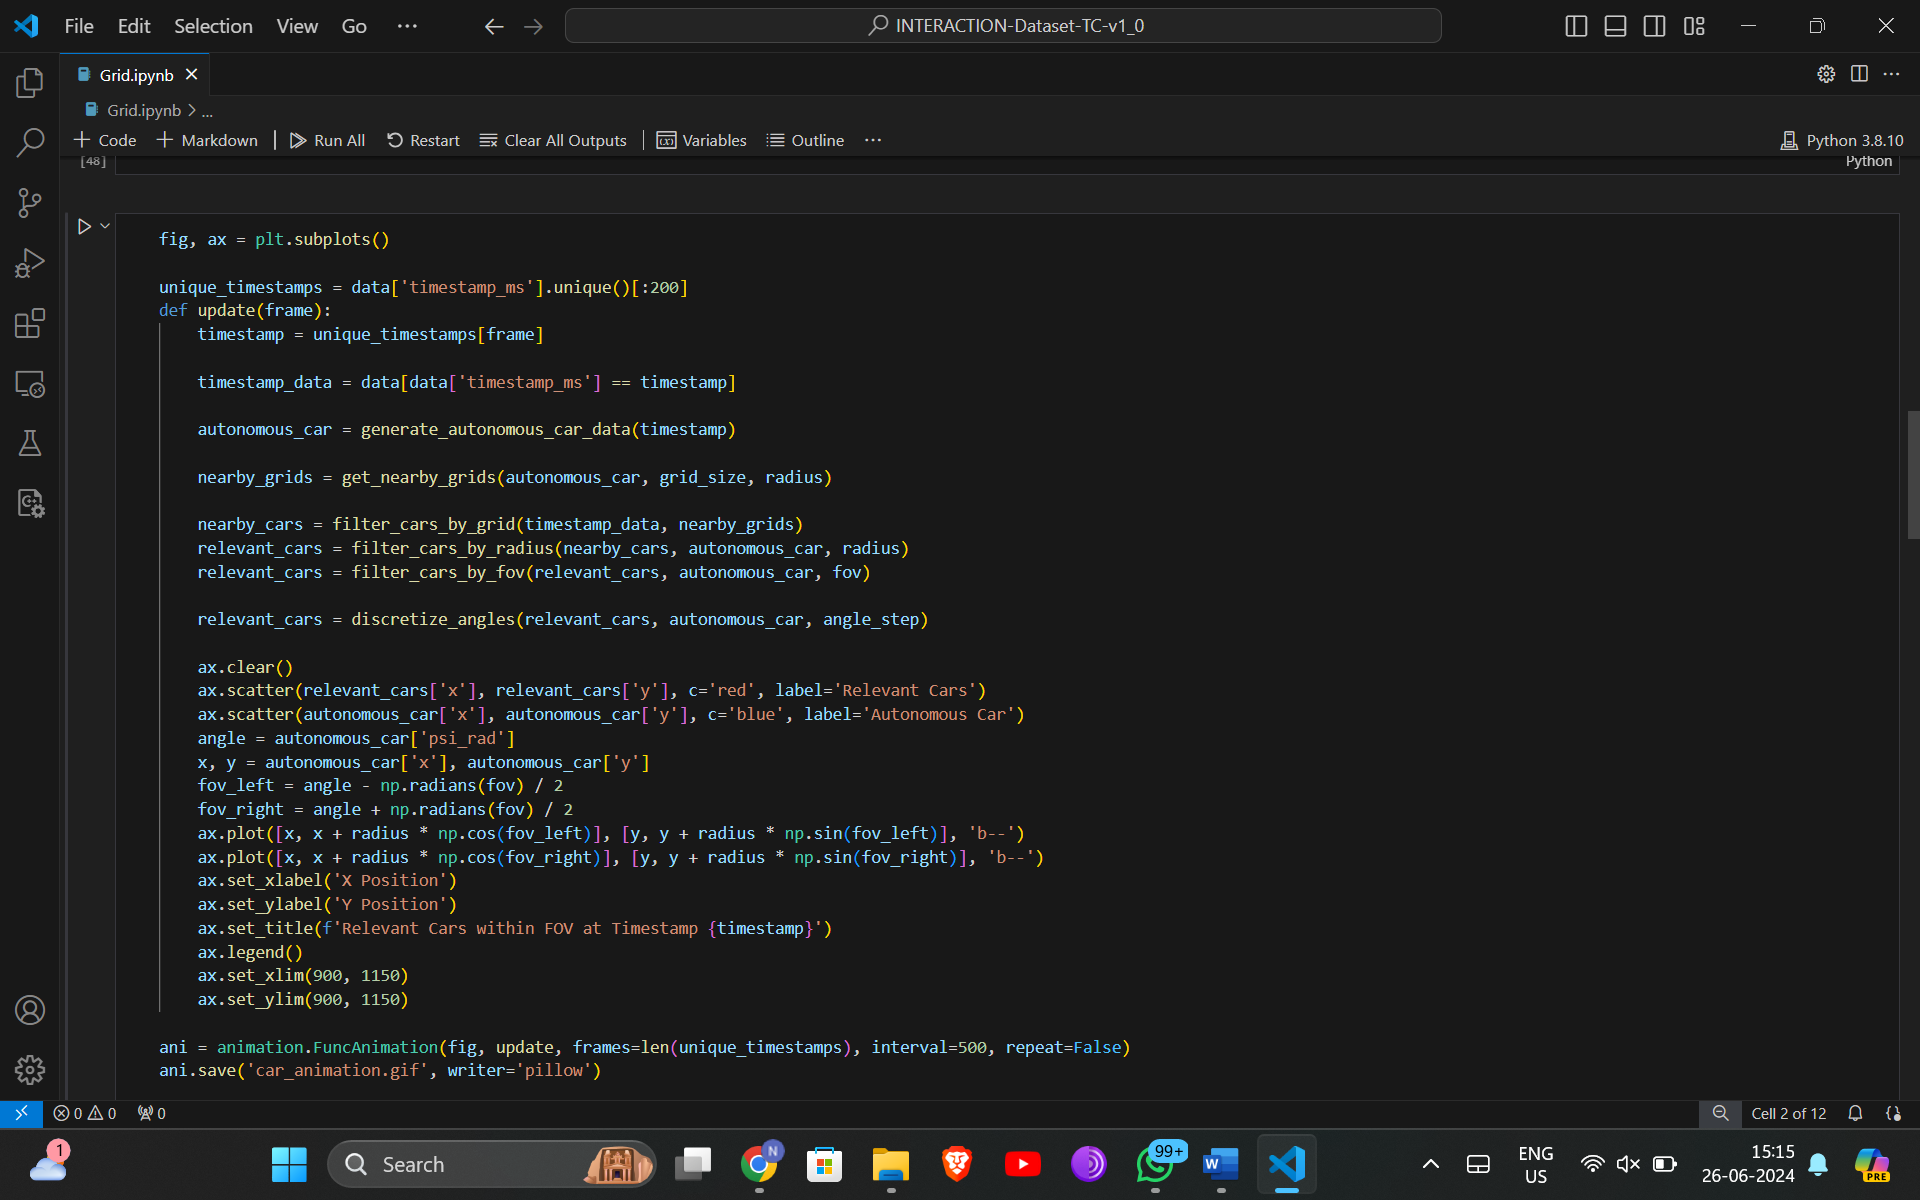 File Edit Selection View Go ···
INTERACTION-Dataset-TC-v1_0
Grid.ipynb
Grid.ipynb > ...
+ Code + Markdown | Run All Restart Clear All Outputs | Variables Outline ···
Python 3.8.10
[48]
Python
fig, ax = plt.subplots()
unique_timestamps = data['timestamp_ms'].unique()[:200]
def update(frame):
    timestamp = unique_timestamps[frame]
    timestamp_data = data[data['timestamp_ms'] == timestamp]
    autonomous_car = generate_autonomous_car_data(timestamp)
    nearby_grids = get_nearby_grids(autonomous_car, grid_size, radius)
    nearby_cars = filter_cars_by_grid(timestamp_data, nearby_grids)
    relevant_cars = filter_cars_by_radius(nearby_cars, autonomous_car, radius)
    relevant_cars = filter_cars_by_fov(relevant_cars, autonomous_car, fov)
    relevant_cars = discretize_angles(relevant_cars, autonomous_car, angle_step)
    ax.clear()
    ax.scatter(relevant_cars['x'], relevant_cars['y'], c='red', label='Relevant Cars')
    ax.scatter(autonomous_car['x'], autonomous_car['y'], c='blue', label='Autonomous Car')
    angle = autonomous_car['psi_rad']
    x, y = autonomous_car['x'], autonomous_car['y']
    fov_left = angle - np.radians(fov) / 2
    fov_right = angle + np.radians(fov) / 2
    ax.plot([x, x + radius * np.cos(fov_left)], [y, y + radius * np.sin(fov_left)], 'b--')
    ax.plot([x, x + radius * np.cos(fov_right)], [y, y + radius * np.sin(fov_right)], 'b--')
    ax.set_xlabel('X Position')
    ax.set_ylabel('Y Position')
    ax.set_title(f'Relevant Cars within FOV at Timestamp {timestamp}')
    ax.legend()
    ax.set_xlim(900, 1150)
    ax.set_ylim(900, 1150)
ani = animation.FuncAnimation(fig, update, frames=len(unique_timestamps), interval=500, repeat=False)
ani.save('car_animation.gif', writer='pillow')
0 0 0
Cell 2 of 12
1
Search
N
99+
W
ENG
US
15:15
26-06-2024
PRE